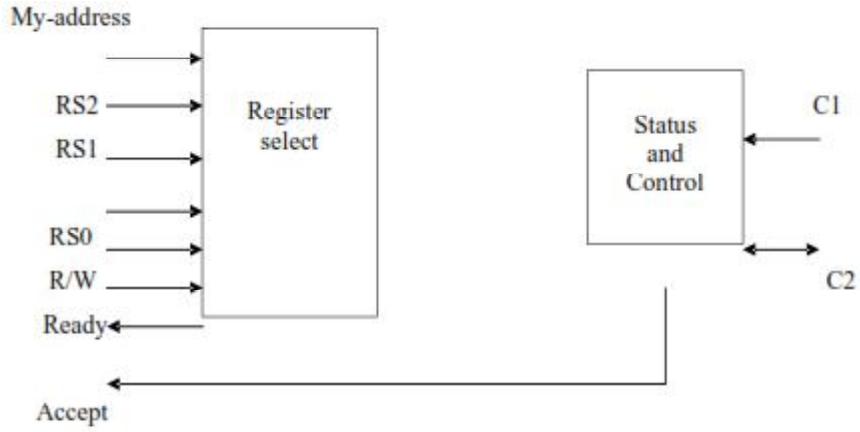 My-address
RS2
RS1
RS0
R/W
Ready
Accept
Register
select
Status
and
Control
C1
C2